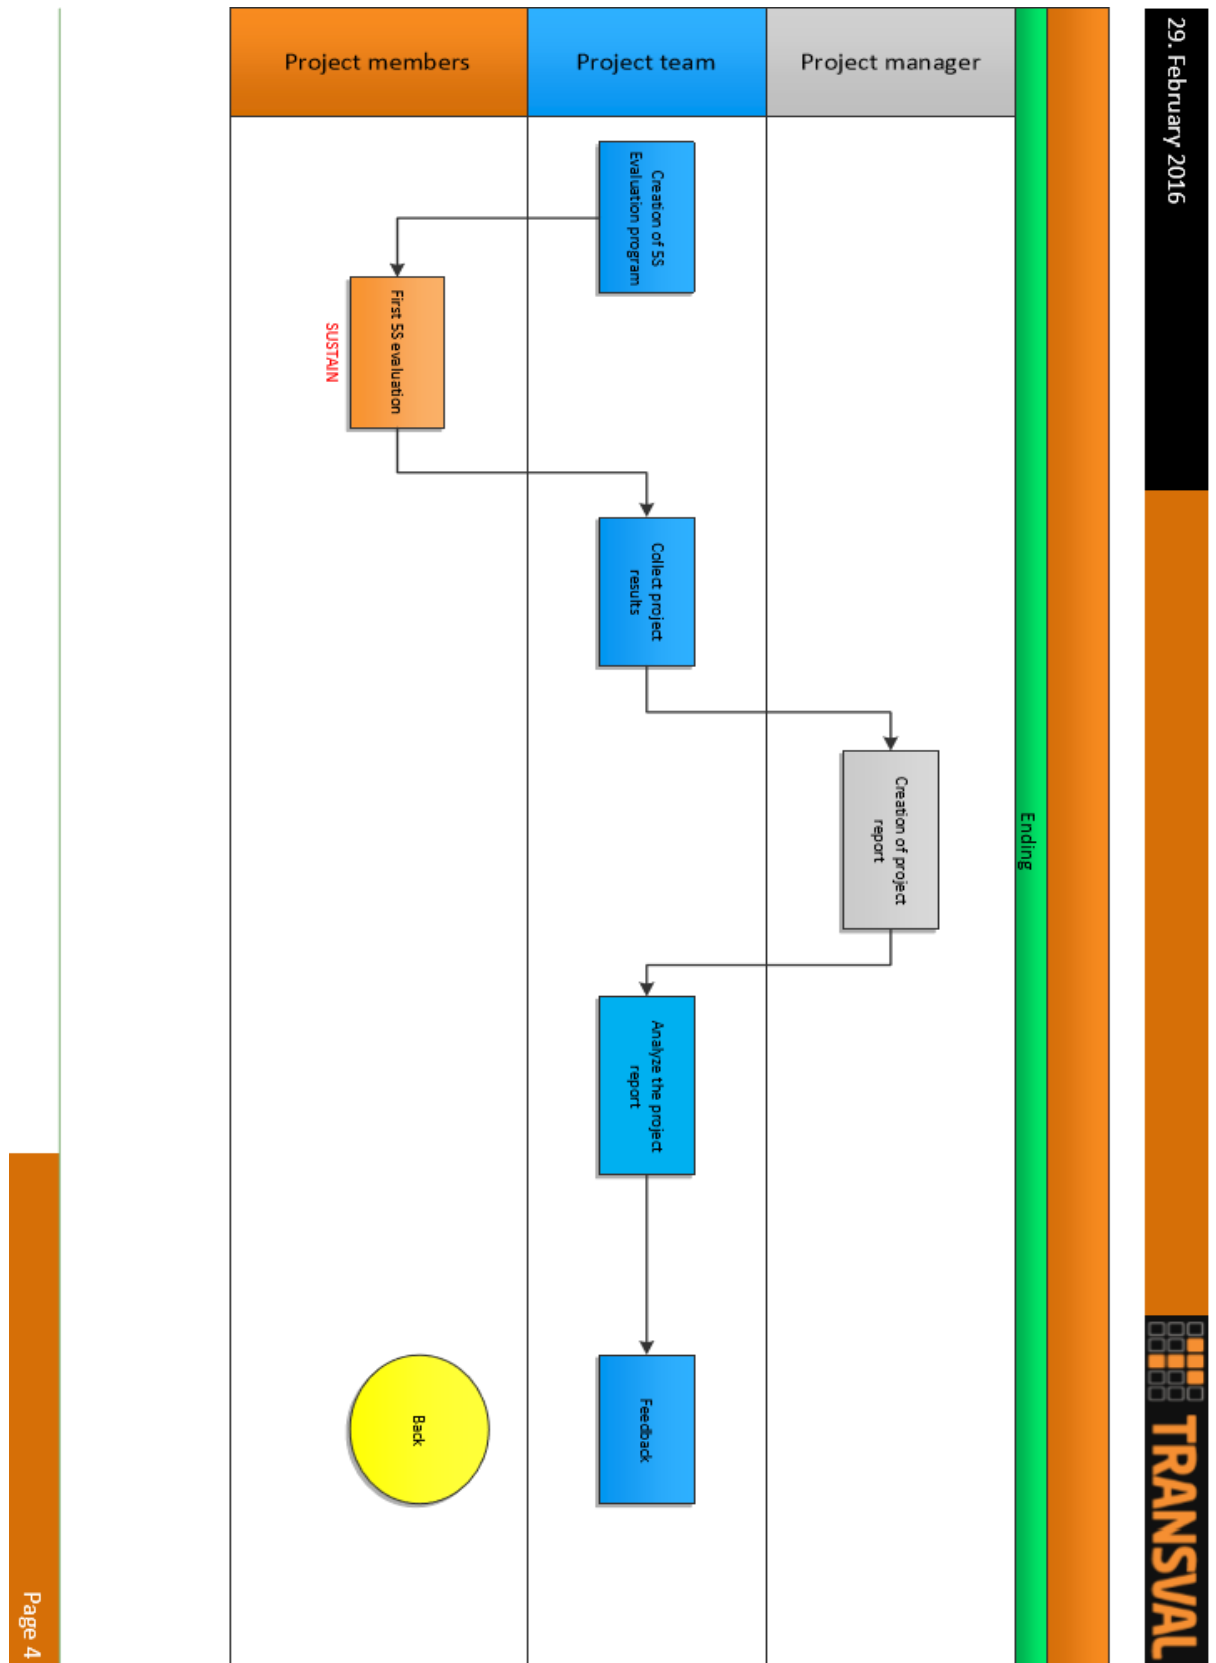 29. February 2016
TRANSVAL
Ending
Project manager
Project team
Project members
Creation of 5S
Evaluation program
First 5S evaluation
SUSTAIN
Collect project
results
Creation of project
report
Analyze the project
report
Feedback
Back
Page 4